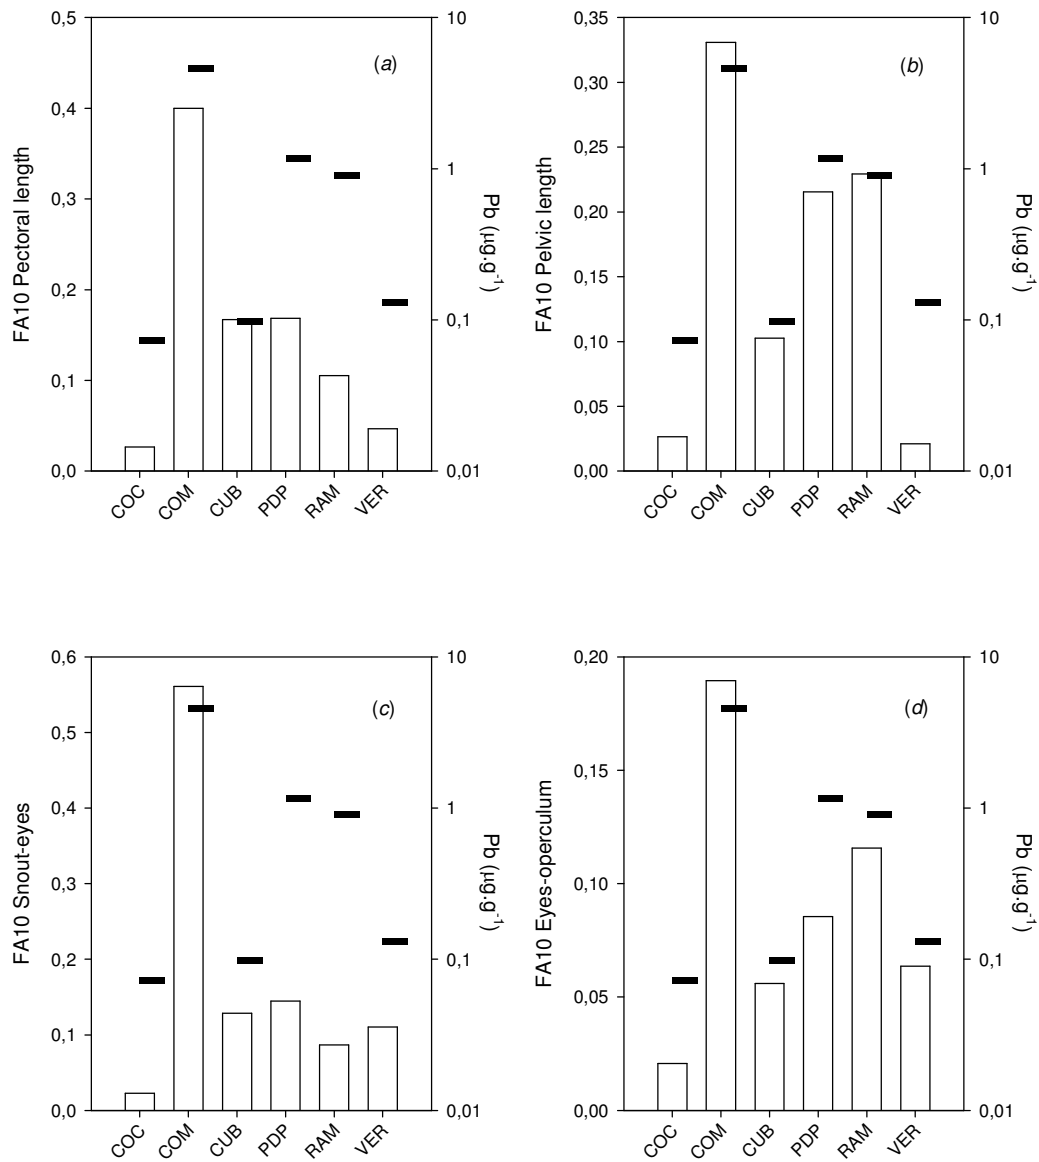 (a)
0,5
0,4
0,3
0,2
0,1
0,0
FA10 Pectoral length
10
1
0,1
0,01
Pb (µg.g-1)
COC
COM
CUB
PDP
RAM
VER
(b)
0,35
0,30
0,25
0,20
0,15
0,10
0,05
0,00
FA10 Pelvic length
10
1
0,1
0,01
Pb (µg.g-1)
COC
COM
CUB
PDP
RAM
VER
(c)
0,6
0,5
0,4
0,3
0,2
0,1
0,0
FA10 Snout-eyes
10
1
0,1
0,01
Pb (µg.g-1)
COC
COM
CUB
PDP
RAM
VER
(d)
0,20
0,15
0,10
0,05
0,00
FA10 Eyes-operculum
10
1
0,1
0,01
Pb (µg.g-1)
COC
COM
CUB
PDP
RAM
VER